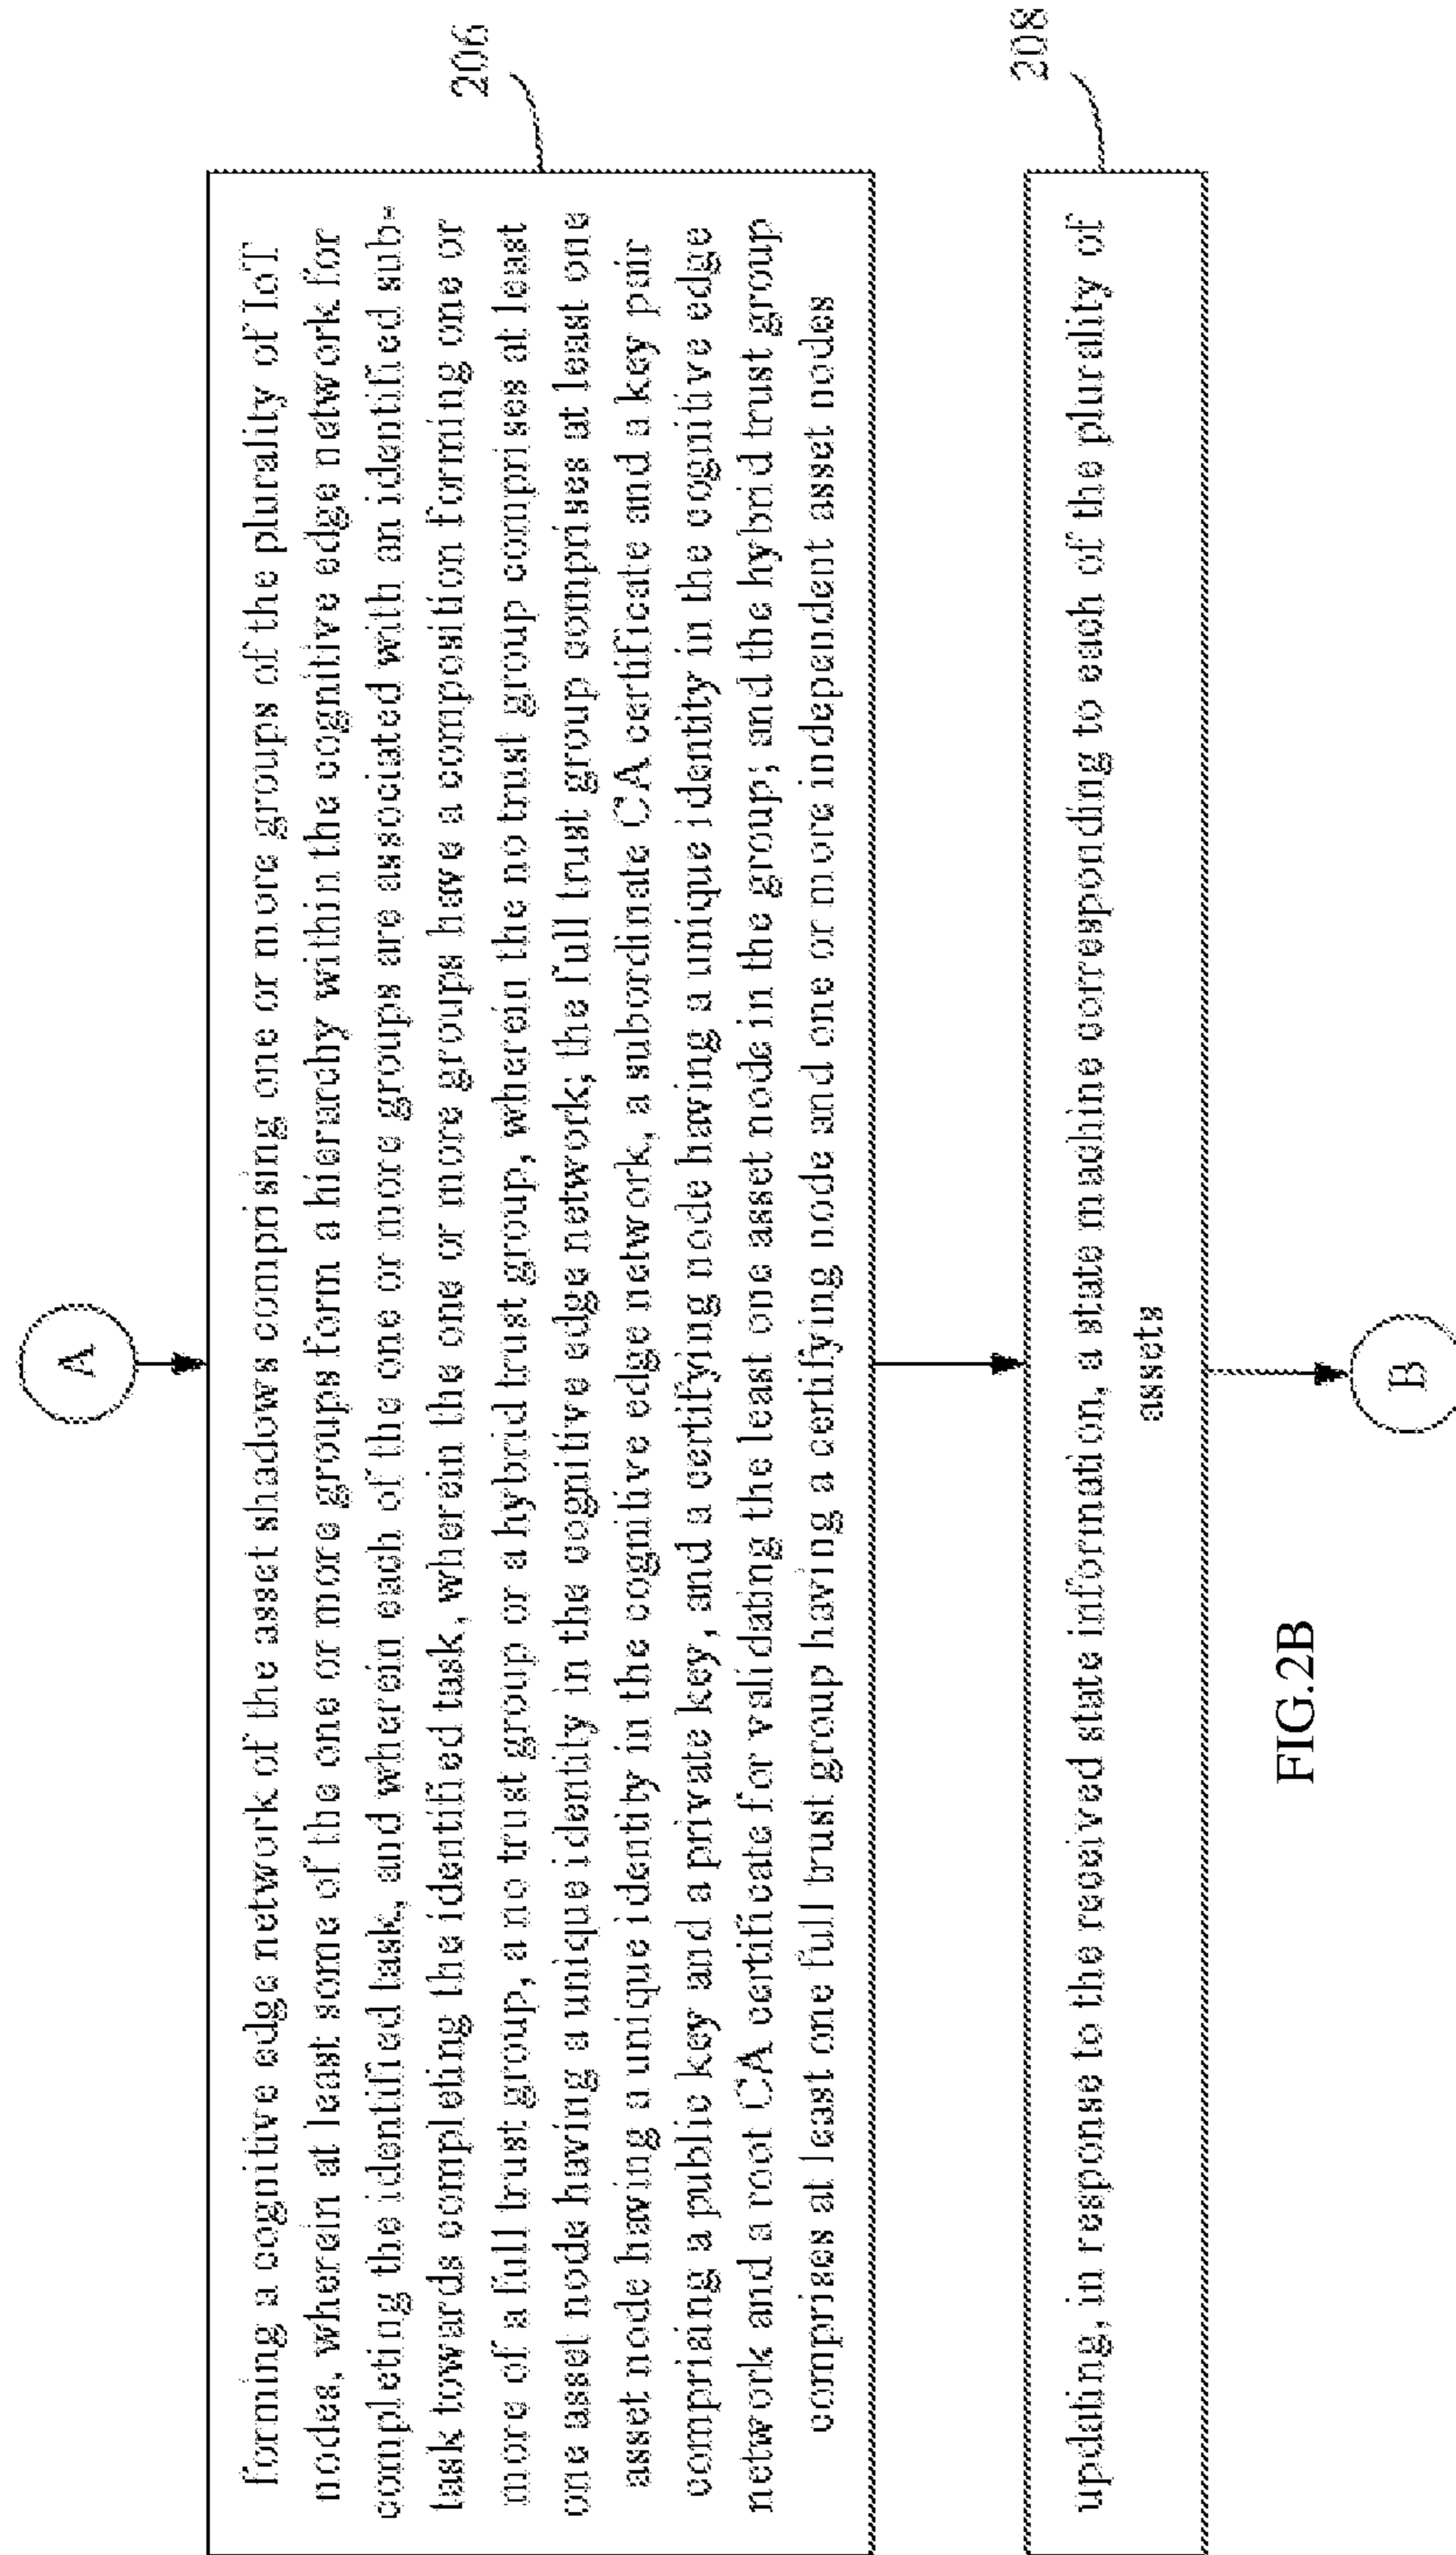 A
forming a cognitive edge network of the asset shadows comprising one or more groups of the plurality of IoT
nodes, wherein at least some of the one or more groups form a hierarchy within the cognitive edge network for
completing the identified task, and wherein each of the one or more groups are associated with an identified sub-
task towards completing the identified task, wherein the one or more groups have a composition forming one or
more of a full trust group, a no trust group or a hybrid trust group, wherein the no trust group comprises at least
one asset node having a unique identity in the cognitive edge network; the full trust group comprises at least one
asset node having a unique identity in the cognitive edge network, a subordinate CA certificate and a key pair
comprising a public key and a private key, and a certifying node having a unique identity in the cognitive edge
network and a root CA certificate for validating the least one asset node in the group; and the hybrid trust group
comprises at least one full trust group having a certifying node and one or more independent asset nodes
206
updating, in response to the received state information, a state machine corresponding to each of the plurality of
assets
208
B
FIG.2B